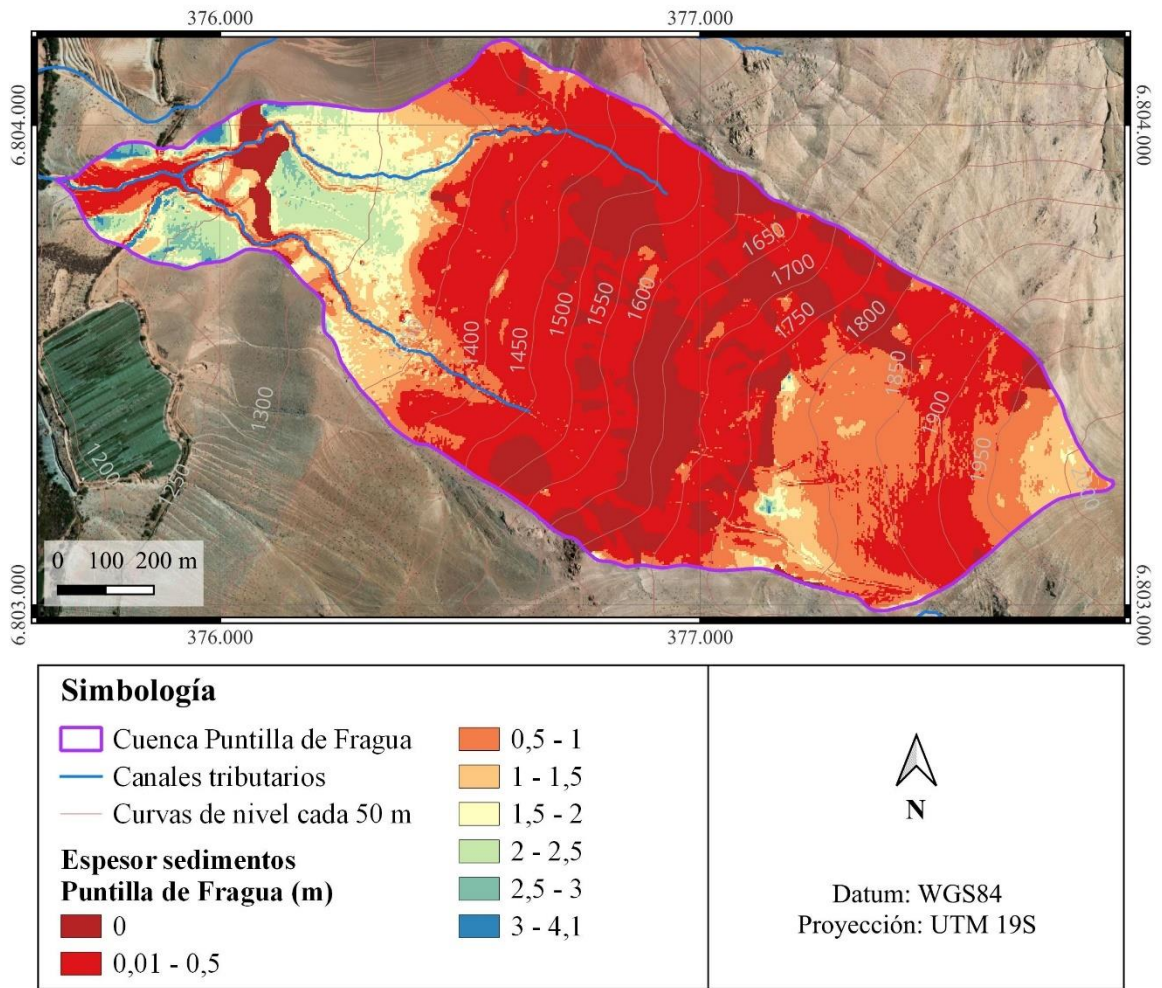 376.000 377.000
6.804.000 6.804.000
1650
1700
1600
1550
1500
1750
1800
1450
1400
1850
1900
1950
1300
1200
250
0 100 200 m
6.803.000 6.803.000
376.000 377.000
Simbología
Cuenca Puntilla de Fragua
Canales tributarios
Curvas de nivel cada 50 m
Espesor sedimentos
Puntilla de Fragua (m)
0
0,01 - 0,5
0,5 - 1
1 - 1,5
1,5 - 2
2 - 2,5
2,5 - 3
3 - 4,1
N
Datum: WGS84
Proyección: UTM 19S